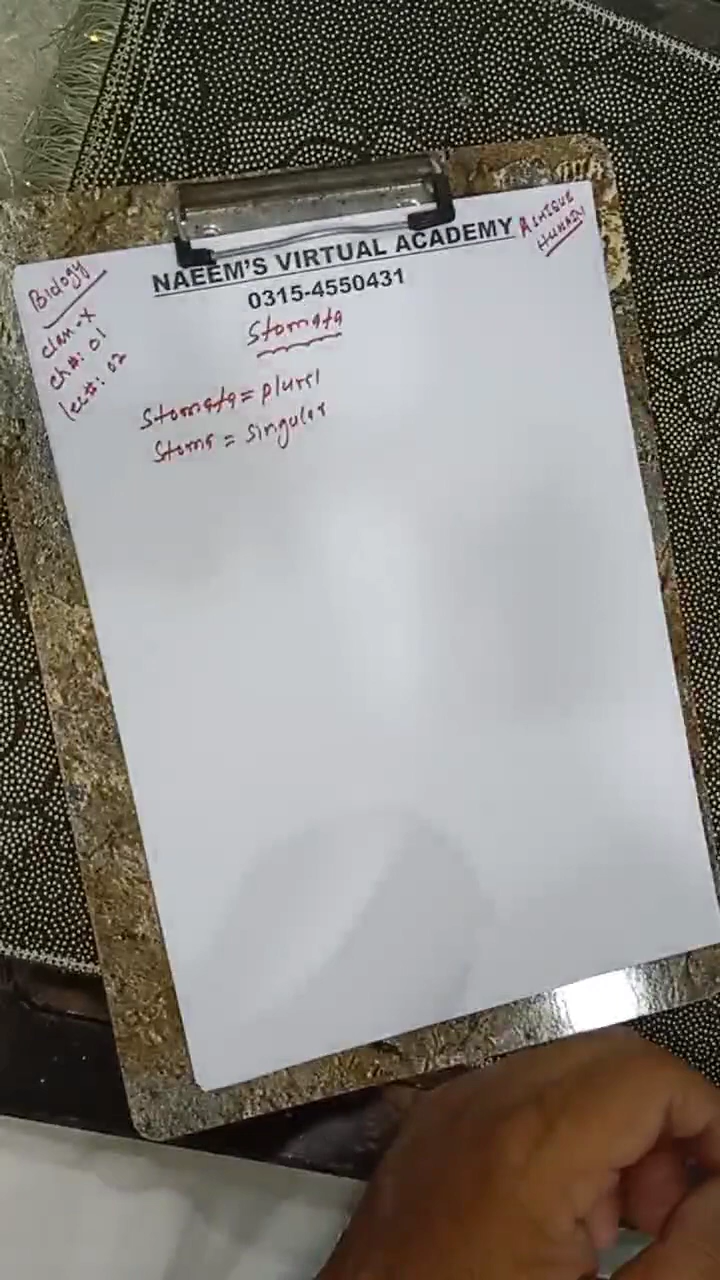 NAEEM'S VIRTUAL ACADEMY
0315-4550431
Biology
class-X
ch#: 01
lec#: 02
Stomata
Stomata = plural
Stoma = singular